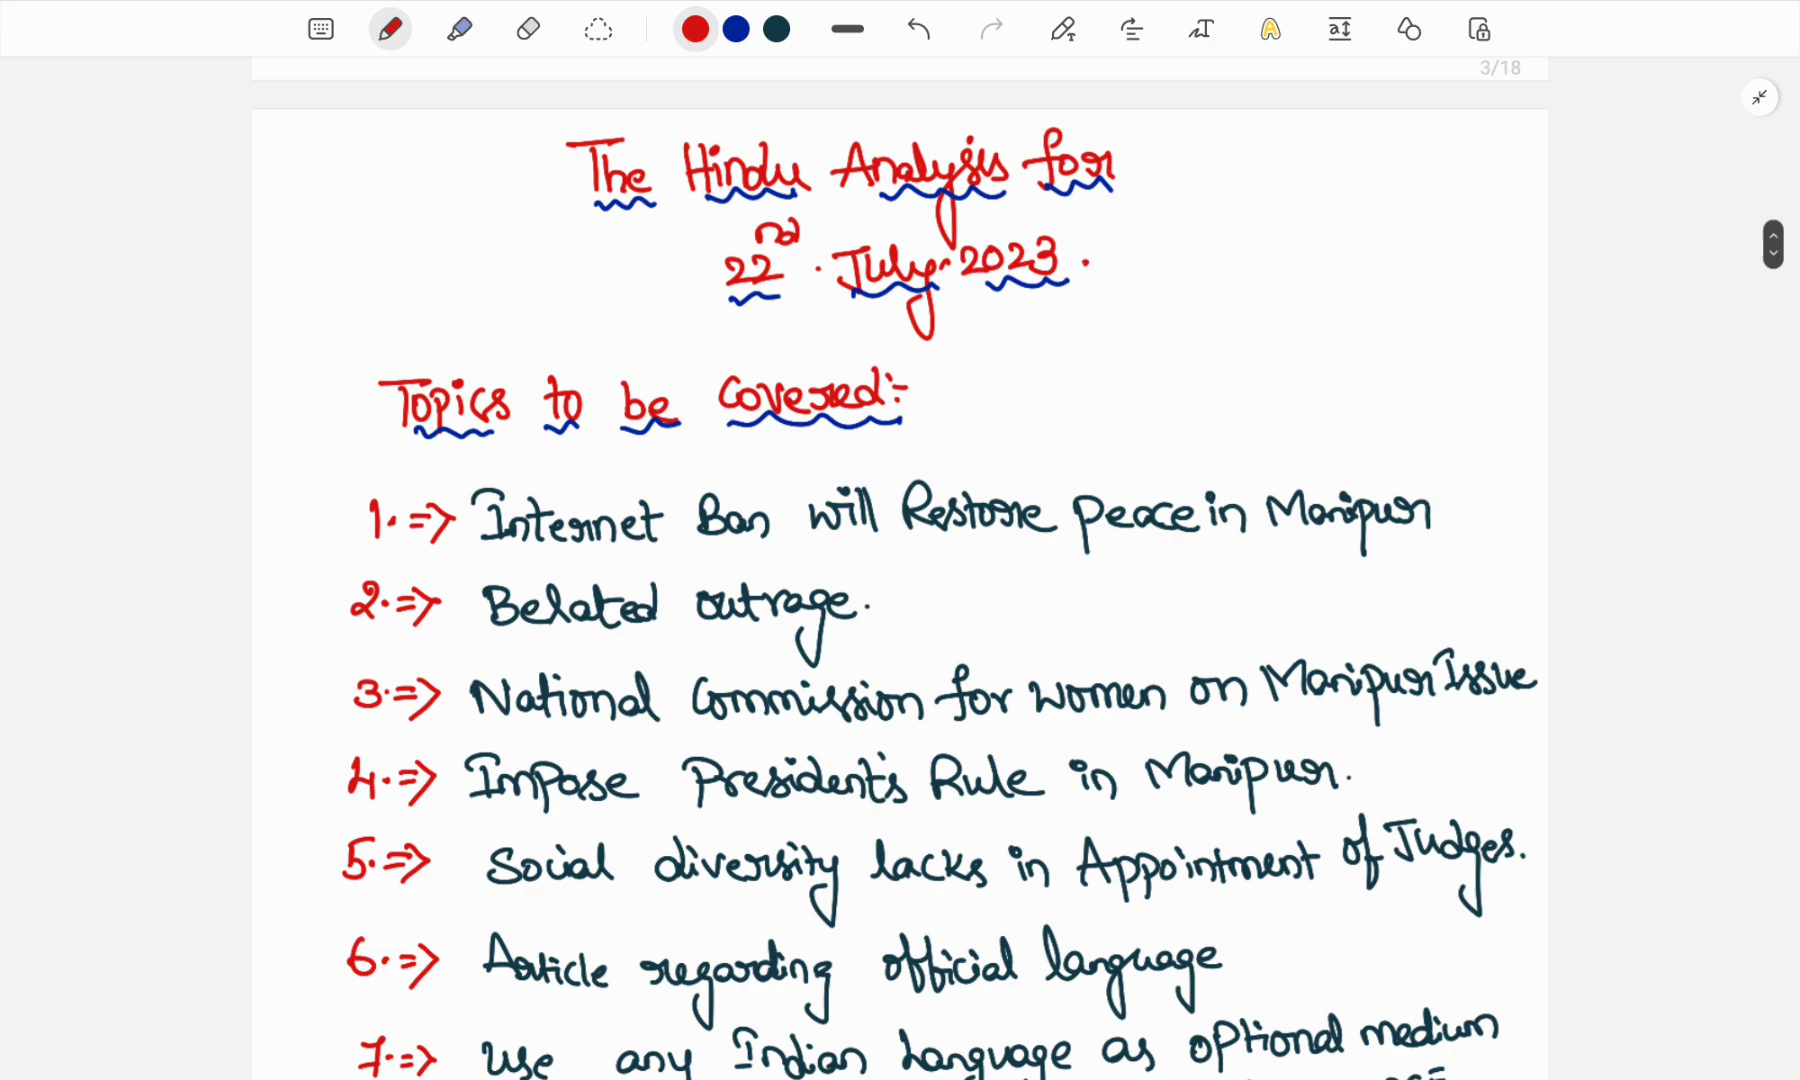 3/18
The Hindu Analysis for
22nd. July. 2023.
Topics to be Covered:-
1. => Internet Ban will Restore Peace in Manipur
2. => Belated outrage.
3. => National Commission for women on Manipur Issue
4. => Impose President's Rule in Manipur.
5. => Social diversity lacks in Appointment of Judges.
6. => Article regarding official language
7. => Use any Indian Language as optional medium